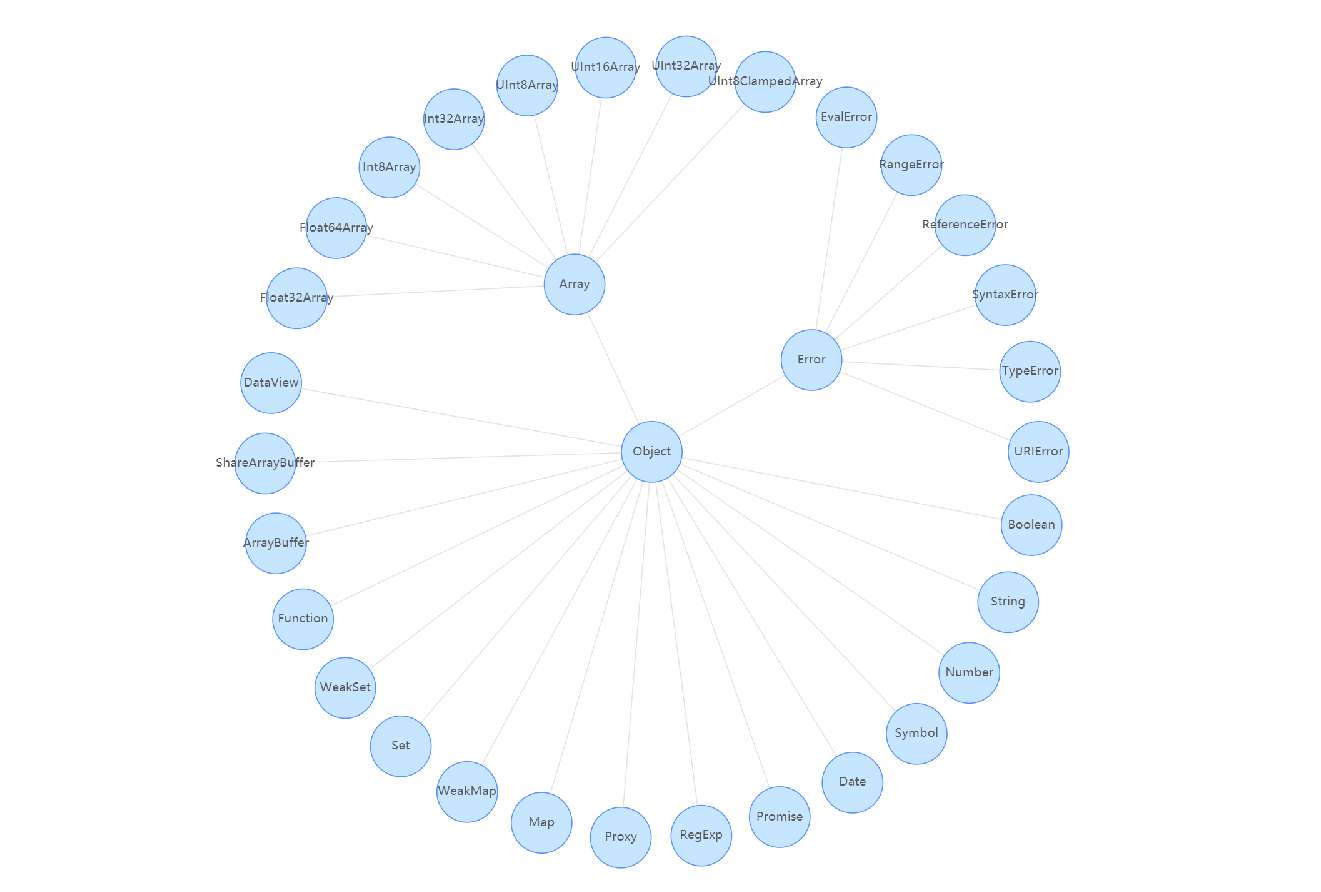 UInt16Array
UInt32Array
UInt8ClampedArray
UInt8Array
EvalError
Int32Array
RangeError
Int8Array
ReferenceError
Float64Array
Array
SyntaxError
Float32Array
Error
TypeError
DataView
Object
URIError
ShareArrayBuffer
Boolean
ArrayBuffer
String
Function
Number
WeakSet
Symbol
Set
Date
WeakMap
Promise
Map
RegExp
Proxy